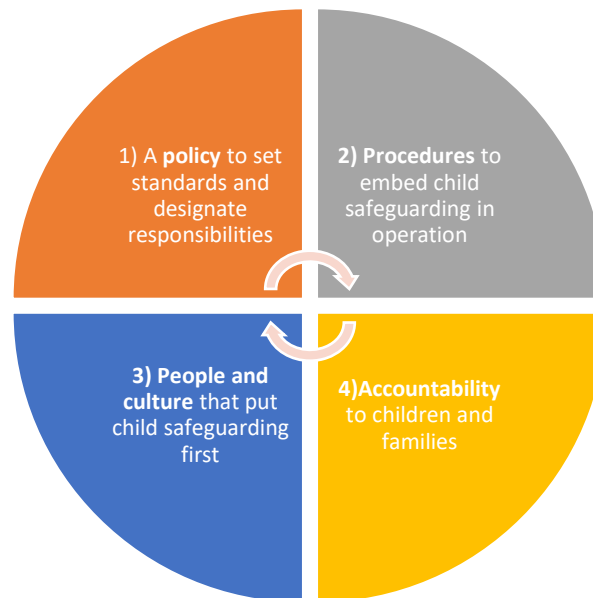 1) A policy to set
standards and
designate
responsibilities
2) Procedures to
embed child
safeguarding in
operation
3) People and
culture that put
child safeguarding
first
4)Accountability
to children and
families